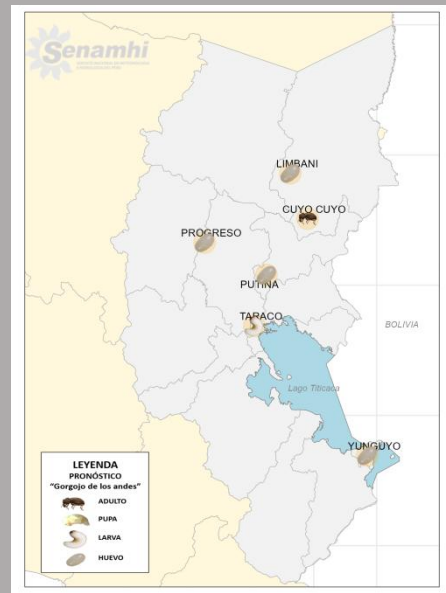 Senamhi
LIMBANI
CUYO CUYO
PROGRESO
PUTINA
TARACO
BOLIVIA
Lago Titicaca
YUNGUYO
LEYENDA
PRONÓSTICO
"Gorgojo de los andes"
ADULTO
PUPA
LARVA
HUEVO